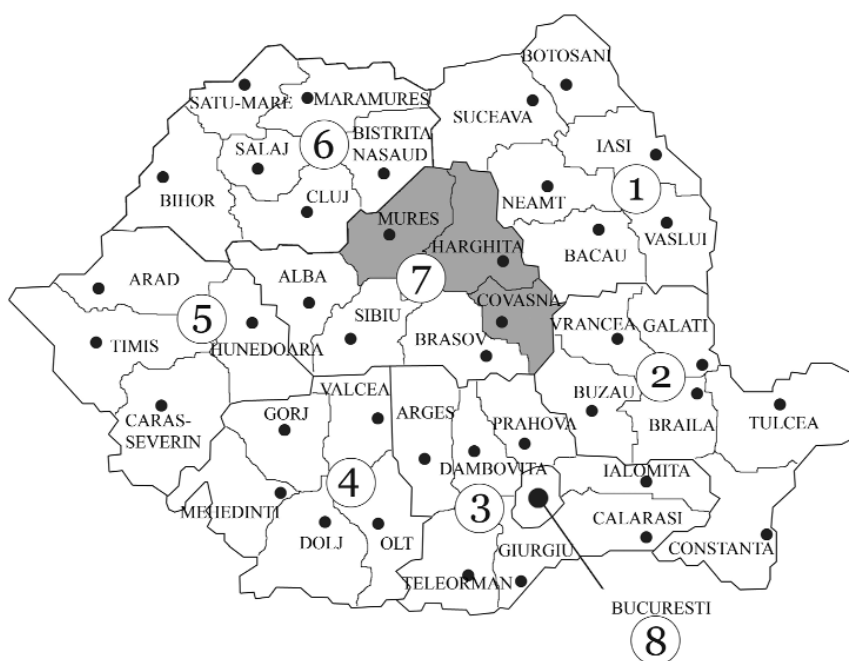 BOTOSANI
SATU-MARE
MARAMURES
SUCEAVA
BISTRITA
NASAUD
6
SALAJ
IASI
1
BIHOR
CLUJ
NEAMT
MURES
HARGHITA
BACAU
VASLUI
ARAD
ALBA
7
COVASNA
5
SIBIU
VRANCEA
GALATI
TIMIS
HUNEDOARA
BRASOV
2
VALCEA
BUZAU
CARAS-
SEVERIN
GORJ
ARGES
PRAHOVA
BRAILA
TULCEA
DAMBOVITA
IALOMITA
4
MEHEDINTI
3
CALARASI
DOLJ
OLT
GIURGIU
CONSTANTA
TELEORMAN
BUCURESTI
8